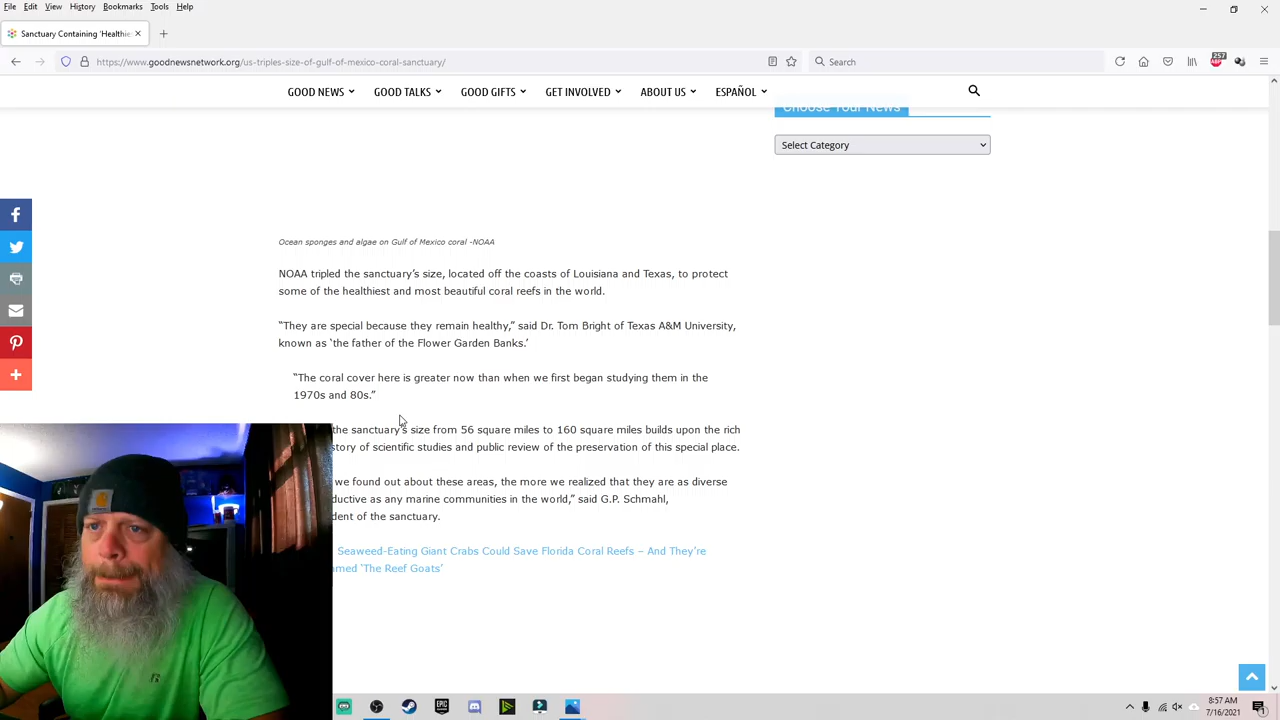 File Edit View History Bookmarks Tools Help
Sanctuary Containing 'Healthie
https://www.goodnewsnetwork.org/us-triples-size-of-gulf-of-mexico-coral-sanctuary/
Search
257
ABP
GOOD NEWS GOOD TALKS GOOD GIFTS GET INVOLVED ABOUT US ESPAÑOL
Choose Your News
Select Category
Ocean sponges and algae on Gulf of Mexico coral -NOAA
NOAA tripled the sanctuary's size, located off the coasts of Louisiana and Texas, to protect
some of the healthiest and most beautiful coral reefs in the world.
“They are special because they remain healthy,” said Dr. Tom Bright of Texas A&M University,
known as ‘the father of the Flower Garden Banks.’
“The coral cover here is greater now than when we first began studying them in the
1970s and 80s.”
the sanctuary's size from 56 square miles to 160 square miles builds upon the rich
story of scientific studies and public review of the preservation of this special place.
we found out about these areas, the more we realized that they are as diverse
ductive as any marine communities in the world,” said G.P. Schmahl,
dent of the sanctuary.
Seaweed-Eating Giant Crabs Could Save Florida Coral Reefs – And They're
med ‘The Reef Goats’
8:57 AM
7/16/2021